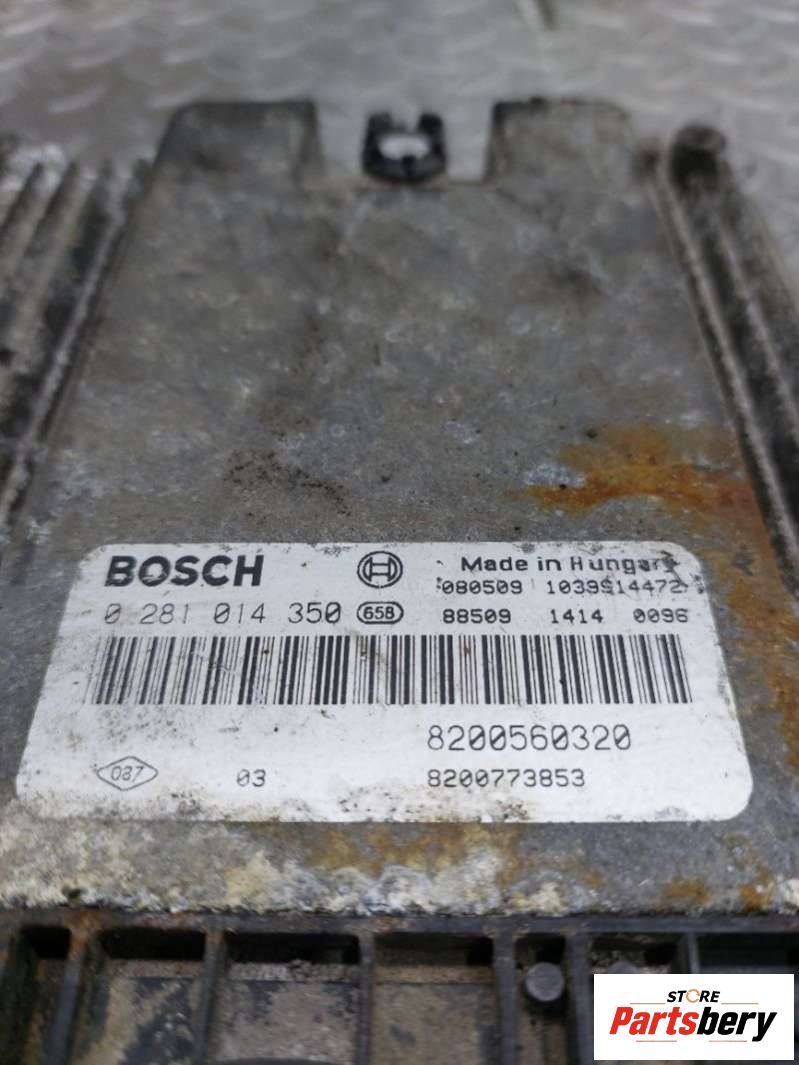 BOSCH
Made in Hungary
080509 1039S14472
0 281 014 350 65B
88509 1414 0096
8200560320
087 03 8200773853
STORE
Partsbery